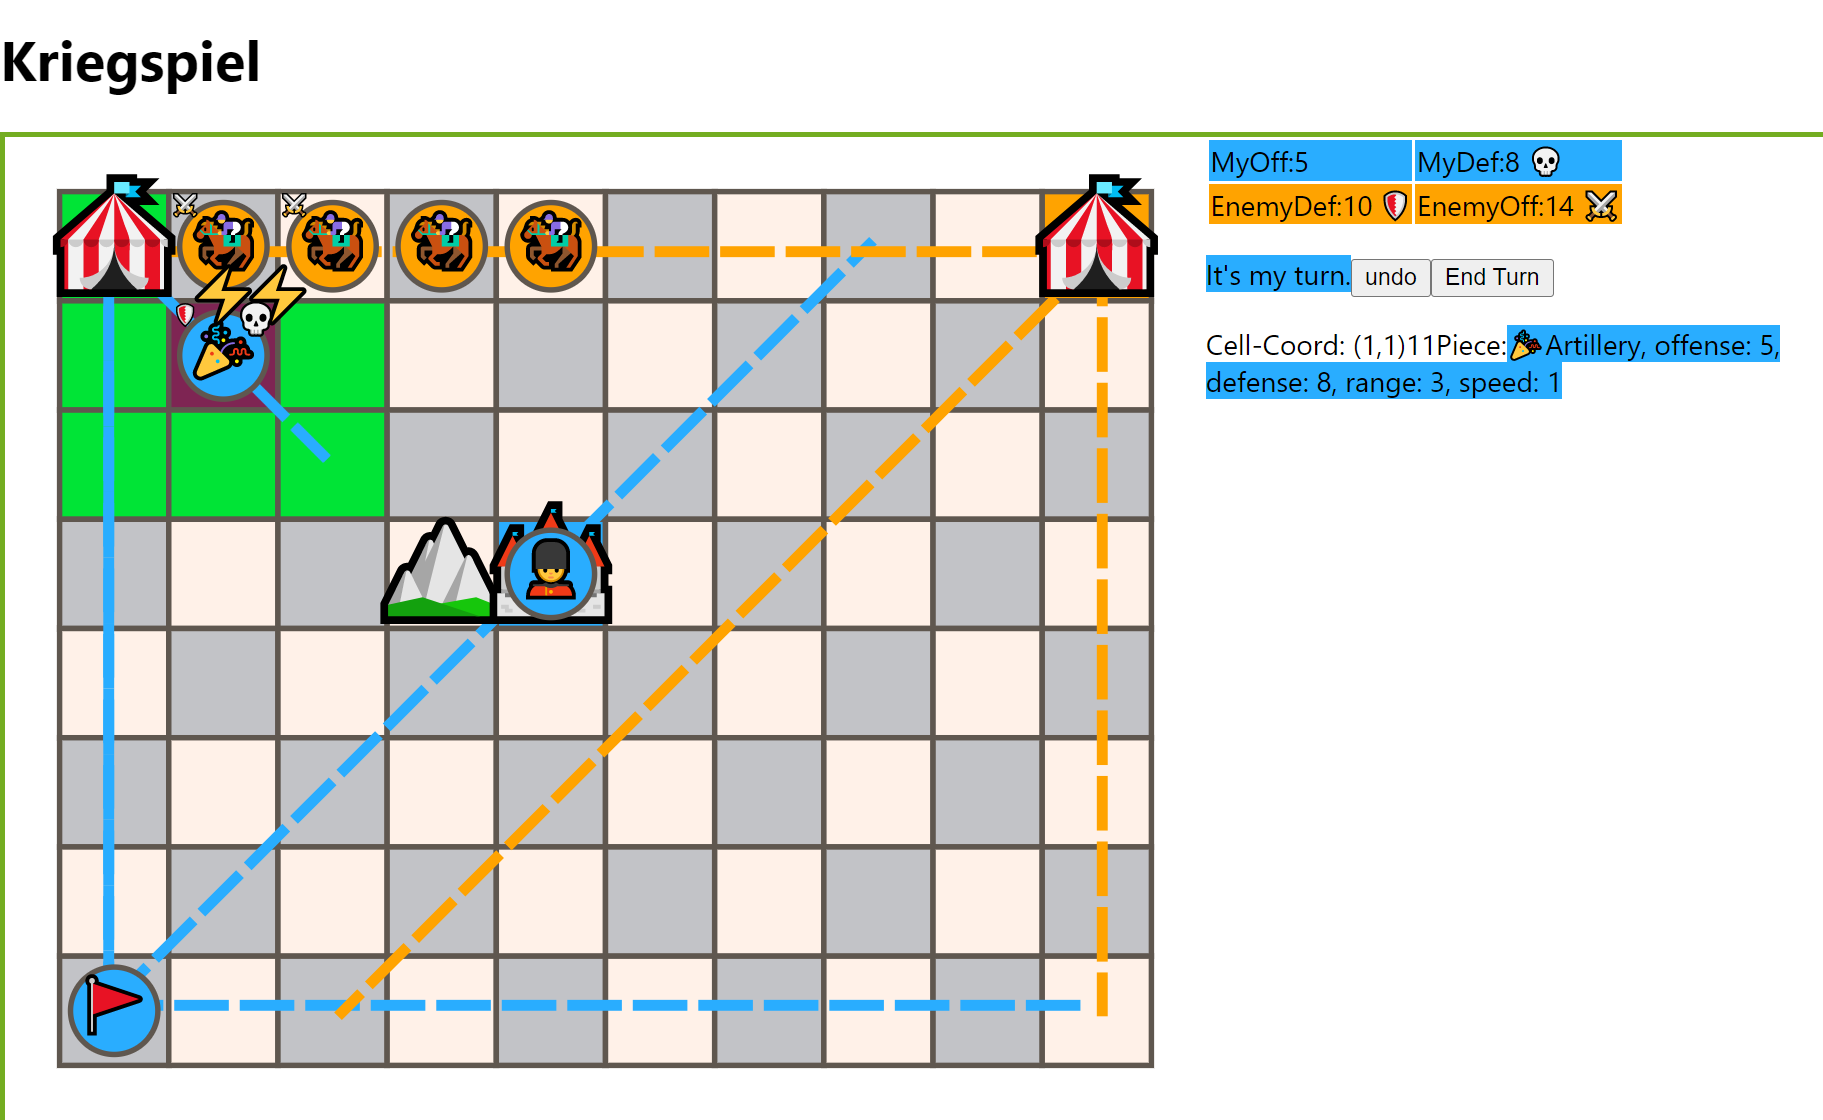 Kriegspiel
MyOff:5 MyDef:8
EnemyDef:10 EnemyOff:14
It's my turn. undo End Turn
Cell-Coord: (1,1)11Piece: Artillery, offense: 5,
defense: 8, range: 3, speed: 1